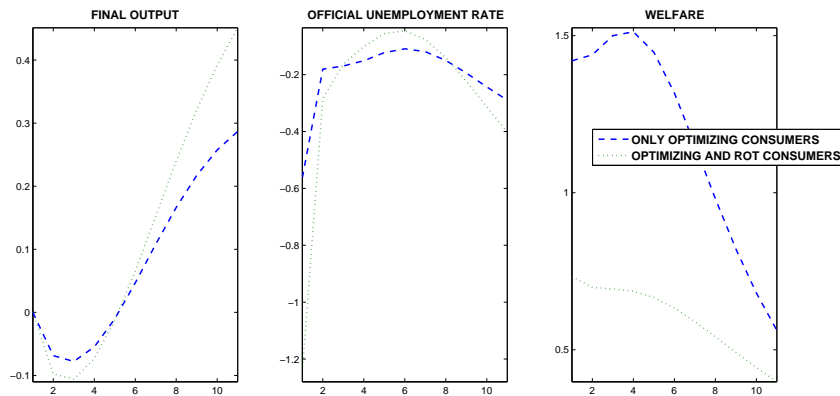 FINAL OUTPUT
0.4
0.3
0.2
0.1
0
−0.1
2 4 6 8 10
OFFICIAL UNEMPLOYMENT RATE
−0.2
−0.4
−0.6
−0.8
−1
−1.2
2 4 6 8 10
WELFARE
1.5
1
0.5
2 4 6 8 10
ONLY OPTIMIZING CONSUMERS
OPTIMIZING AND ROT CONSUMERS